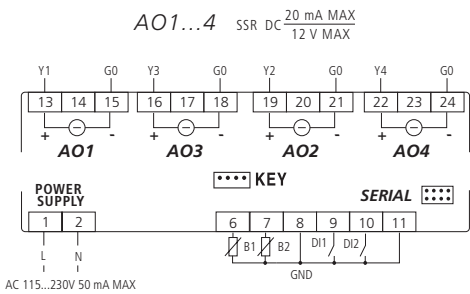 AO1...4 SSR DC 20 mA MAX
12 V MAX
Y1 G0 Y3 G0 Y2 G0 Y4 G0
13 14 15 16 17 18 19 20 21 22 23 24
+ - + - + - + -
AO1 AO3 AO2 AO4
KEY
POWER
SUPPLY
SERIAL
1 2 6 7 8 9 10 11
L N B1 B2 DI1 DI2
GND
AC 115...230V 50 mA MAX